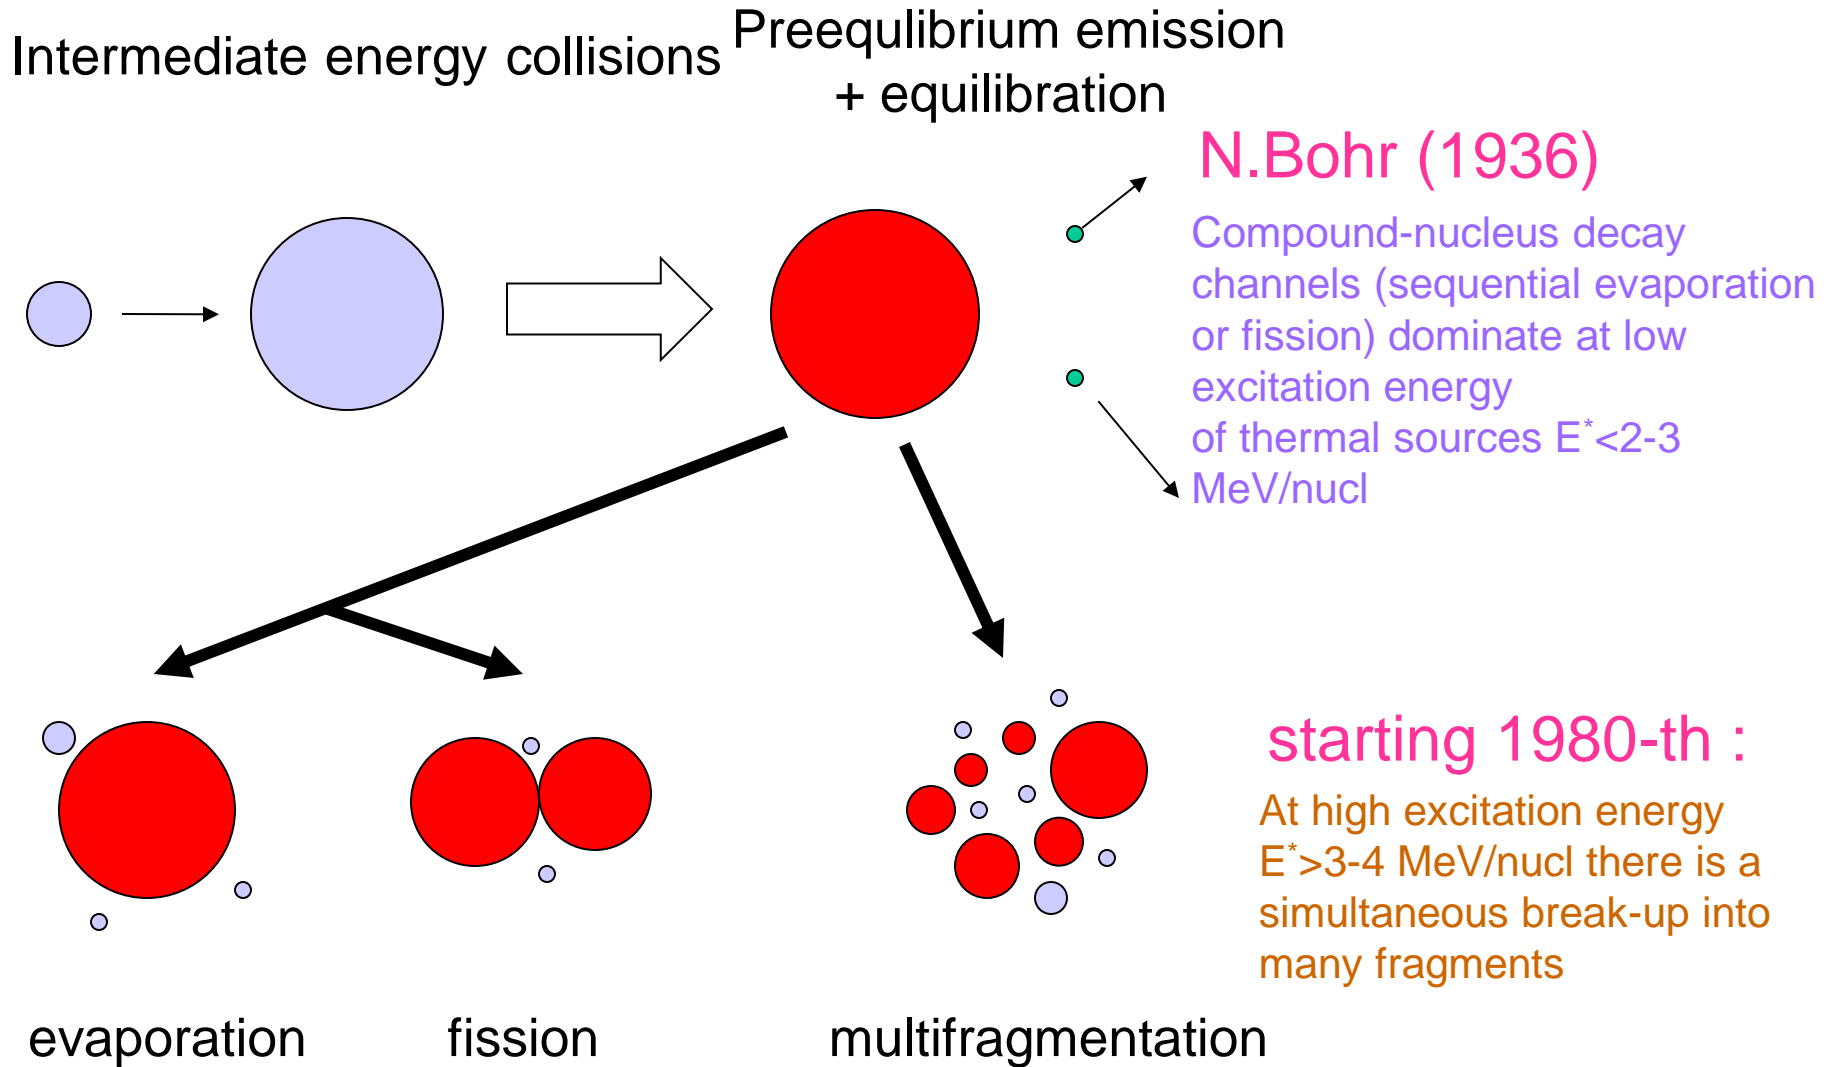 Intermediate energy collisions
Preequlibrium emission
+ equilibration
N.Bohr (1936)
Compound-nucleus decay
channels (sequential evaporation
or fission) dominate at low
excitation energy
of thermal sources E*<2-3
MeV/nucl
starting 1980-th :
At high excitation energy
E*>3-4 MeV/nucl there is a
simultaneous break-up into
many fragments
evaporation
fission
multifragmentation